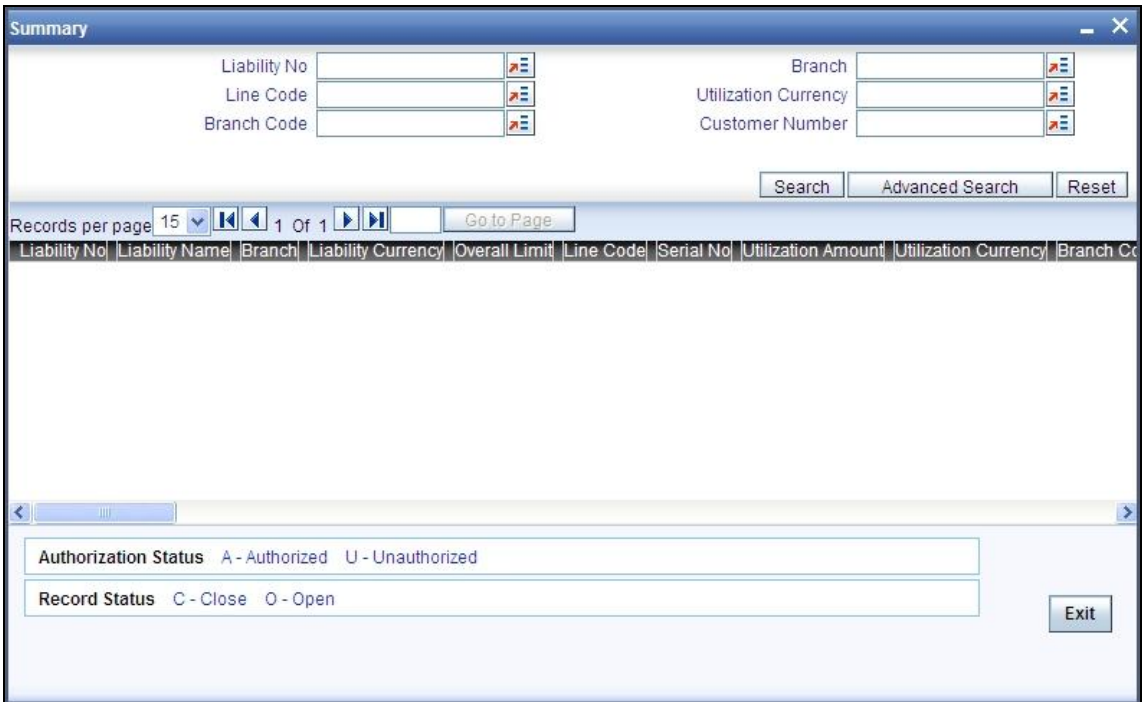 Summary
Liability No Branch
Line Code Utilization Currency
Branch Code Customer Number
Search Advanced Search Reset
Records per page 15 1 Of 1 Go to Page
Liability No Liability Name Branch Liability Currency Overall Limit Line Code Serial No Utilization Amount Utilization Currency Branch Co
Authorization Status A - Authorized U - Unauthorized
Record Status C - Close O - Open
Exit